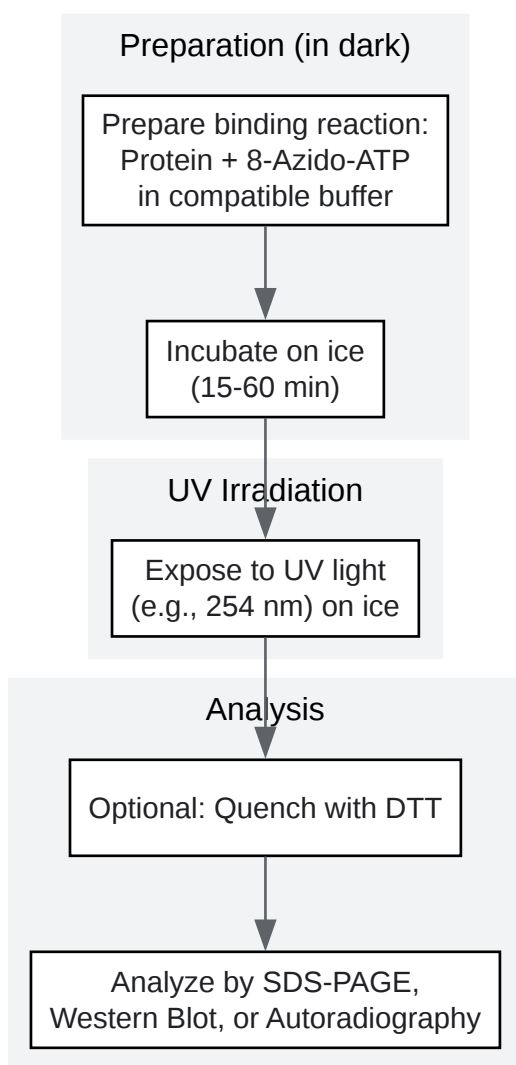 Preparation (in dark)
Prepare binding reaction:
Protein + 8-Azido-ATP
in compatible buffer
Incubate on ice
(15-60 min)
UV Irradiation
Expose to UV light
(e.g., 254 nm) on ice
Analysis
Optional: Quench with DTT
Analyze by SDS-PAGE,
Western Blot, or Autoradiography